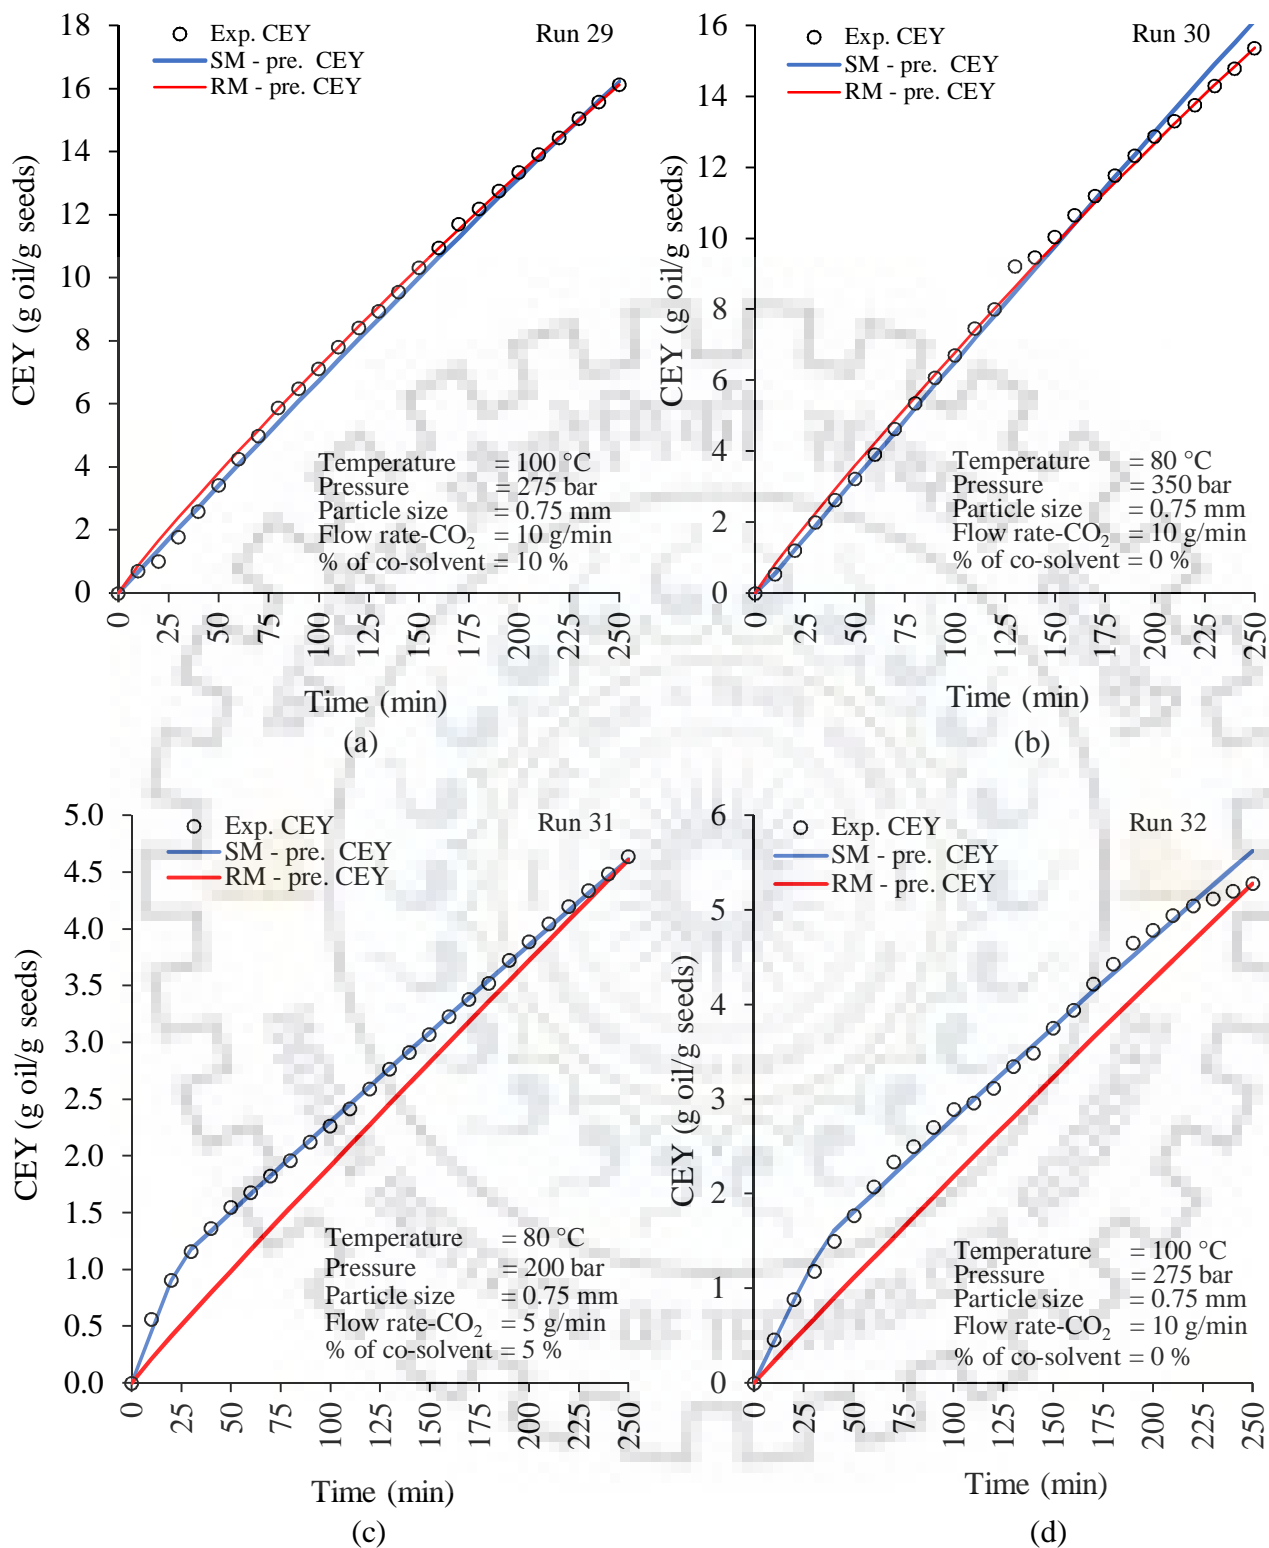 Run 29
Exp. CEY
SM - pre. CEY
RM - pre. CEY
18
16
14
12
10
8
6
4
2
0
CEY (g oil/g seeds)
Temperature = 100 °C
Pressure = 275 bar
Particle size = 0.75 mm
Flow rate-CO₂ = 10 g/min
% of co-solvent = 10 %
0 25 50 75 100 125 150 175 200 225 250
Time (min)
(a)
Run 30
Exp. CEY
SM - pre. CEY
RM - pre. CEY
16
14
12
10
8
6
4
2
0
CEY (g oil/g seeds)
Temperature = 80 °C
Pressure = 350 bar
Particle size = 0.75 mm
Flow rate-CO₂ = 10 g/min
% of co-solvent = 0 %
0 25 50 75 100 125 150 175 200 225 250
Time (min)
(b)
Run 31
Exp. CEY
SM - pre. CEY
RM - pre. CEY
5.0
4.5
4.0
3.5
3.0
2.5
2.0
1.5
1.0
0.5
0.0
CEY (g oil/g seeds)
Temperature = 80 °C
Pressure = 200 bar
Particle size = 0.75 mm
Flow rate-CO₂ = 5 g/min
% of co-solvent = 5 %
0 25 50 75 100 125 150 175 200 225 250
Time (min)
(c)
Run 32
Exp. CEY
SM - pre. CEY
RM - pre. CEY
6
5
4
3
2
1
0
CEY (g oil/g seeds)
Temperature = 100 °C
Pressure = 275 bar
Particle size = 0.75 mm
Flow rate-CO₂ = 10 g/min
% of co-solvent = 0 %
0 25 50 75 100 125 150 175 200 225 250
Time (min)
(d)